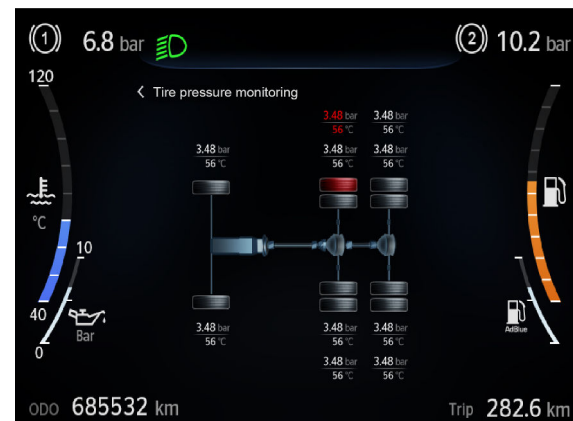 (1) 6.8 bar
(2) 10.2 bar
120
< Tire pressure monitoring
3.48 bar 3.48 bar
56 °C 56 °C
3.48 bar 3.48 bar 3.48 bar
56 °C 56 °C 56 °C
°C
10
40
Bar
0
AdBlue
3.48 bar 3.48 bar 3.48 bar
56 °C 56 °C 56 °C
3.48 bar 3.48 bar
56 °C 56 °C
ODO 685532 km
Trip 282.6 km